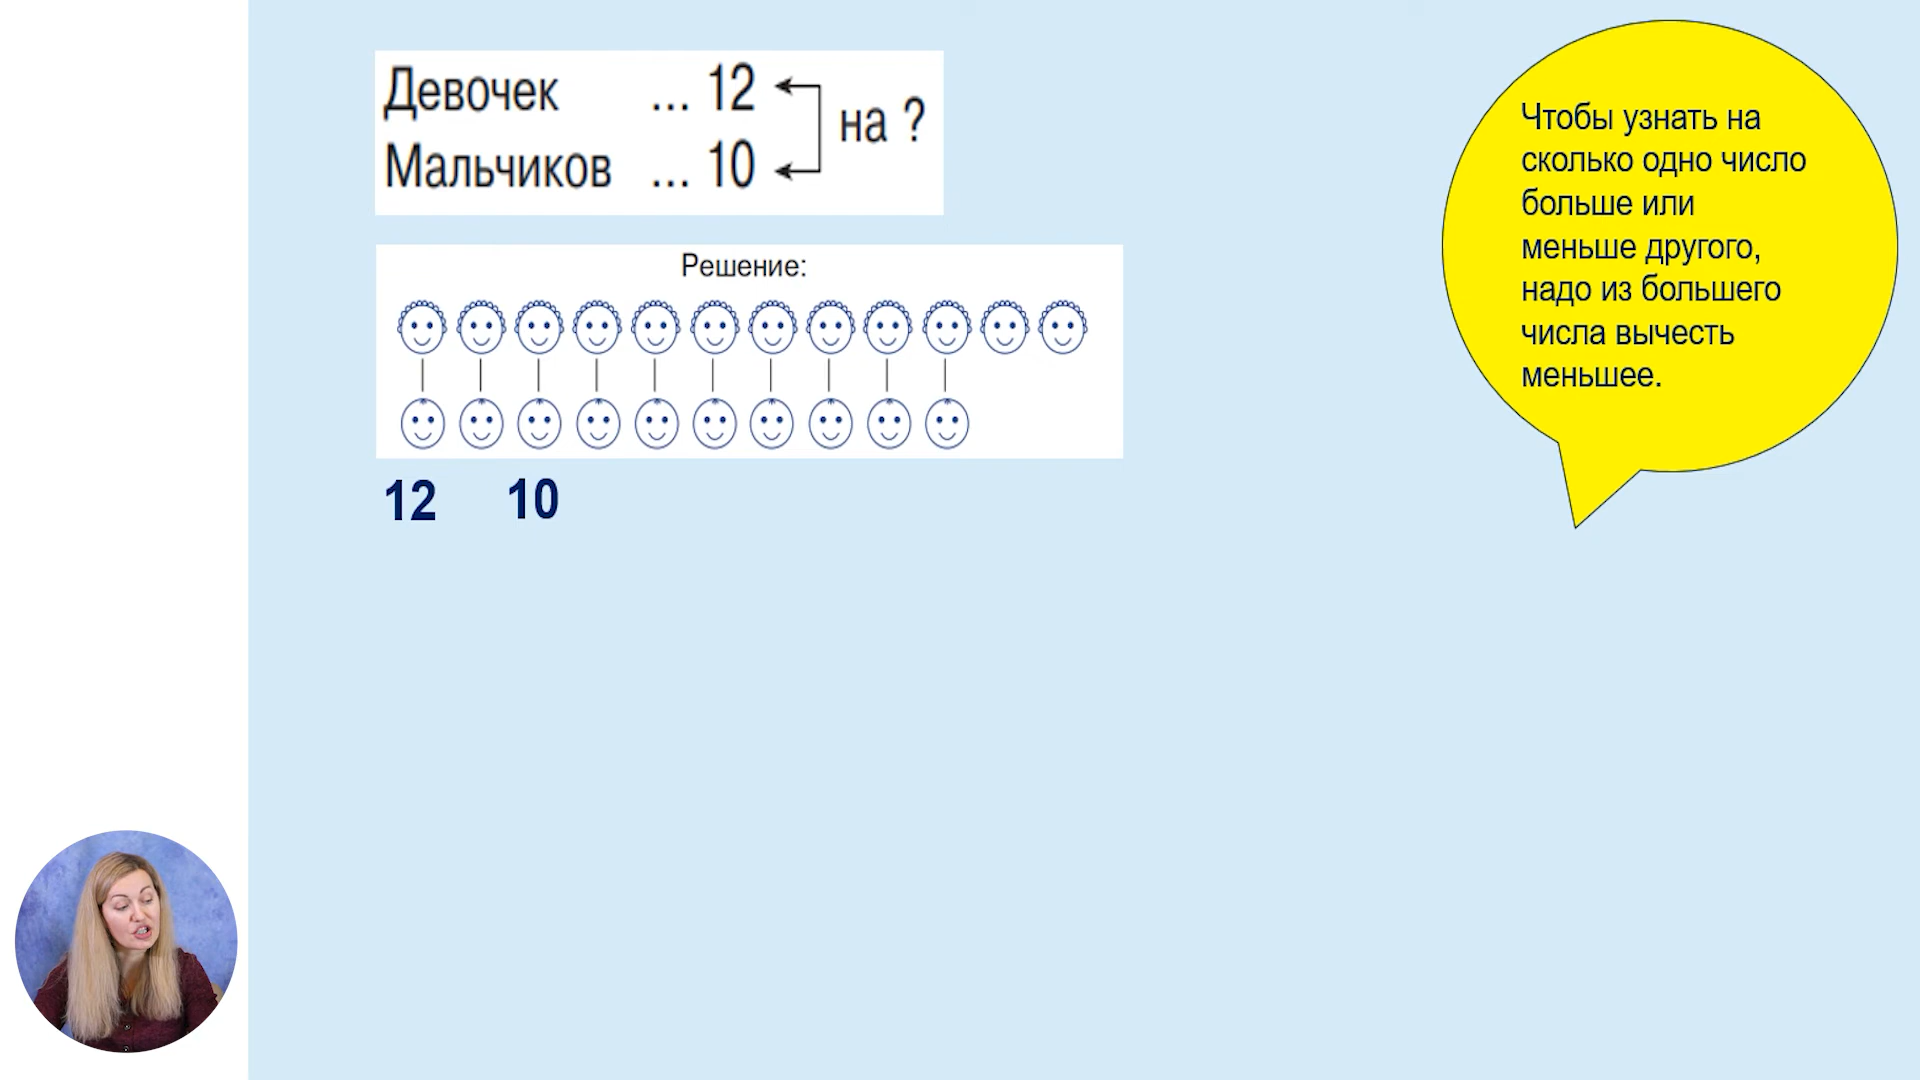 Девочек ... 12
на ?
Мальчиков ... 10
Решение:
12 10
Чтобы узнать на
сколько одно число
больше или
меньше другого,
надо из большего
числа вычесть
меньшее.